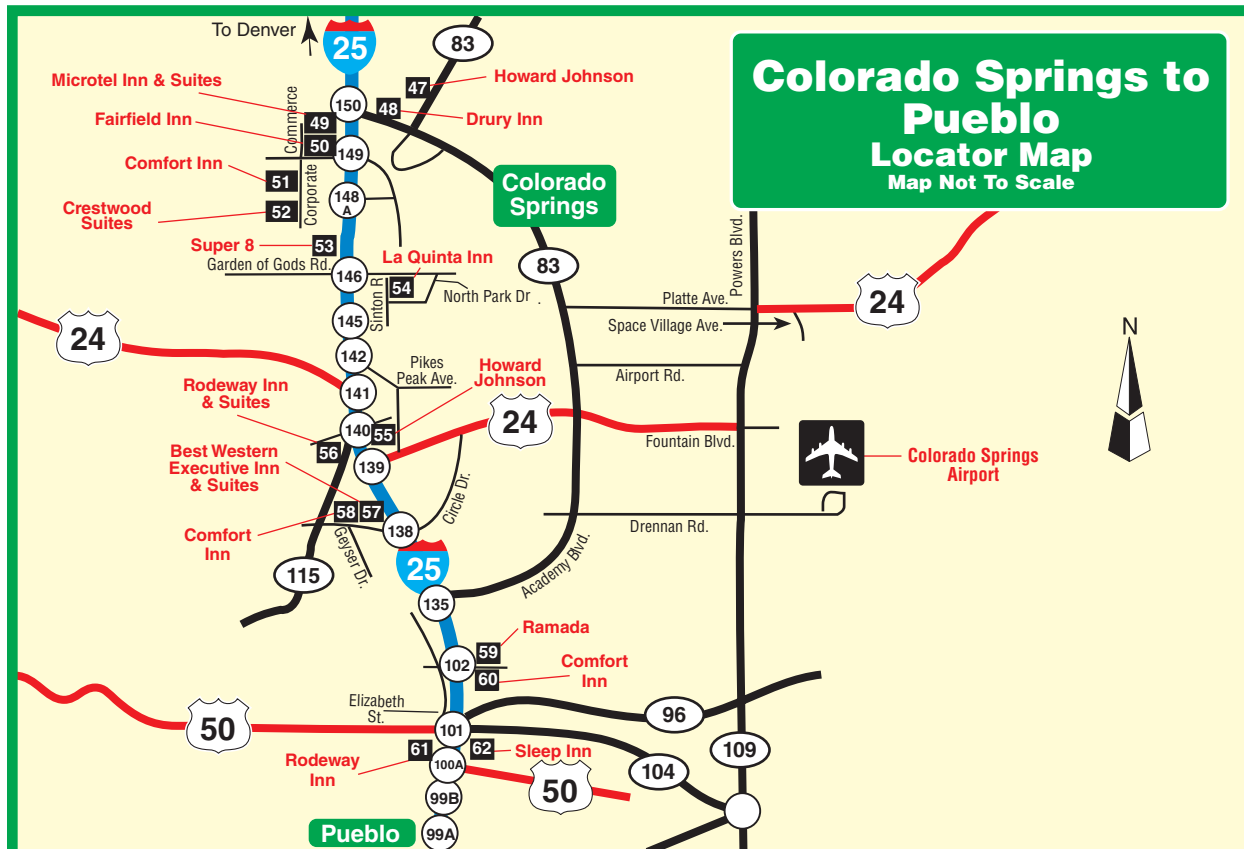 To Denver
25
83
Colorado Springs to
Pueblo
Locator Map
Map Not To Scale
Microtel Inn & Suites
47
Howard Johnson
150
48
Drury Inn
Commerce
49
Fairfield Inn
50
149
Comfort Inn
51
Corporate
148
A
Colorado
Springs
Crestwood
Suites
52
Super 8
53
Garden of Gods Rd.
La Quinta Inn
83
146
Sinton R
54
North Park Dr
Powers Blvd.
Platte Ave.
24
145
Space Village Ave.
24
142
Pikes
Peak Ave.
Howard
Johnson
Airport Rd.
N
Rodeway Inn
& Suites
141
140
55
24
Fountain Blvd.
56
Best Western
Executive Inn
& Suites
139
Colorado Springs
Airport
Circle Dr.
58
57
Comfort
Inn
138
Drennan Rd.
Geyser Dr.
25
115
Academy Blvd.
135
59
Ramada
102
60
Comfort
Inn
Elizabeth
St.
50
101
96
109
61
62
Sleep Inn
Rodeway
Inn
100A
104
50
99B
Pueblo
99A